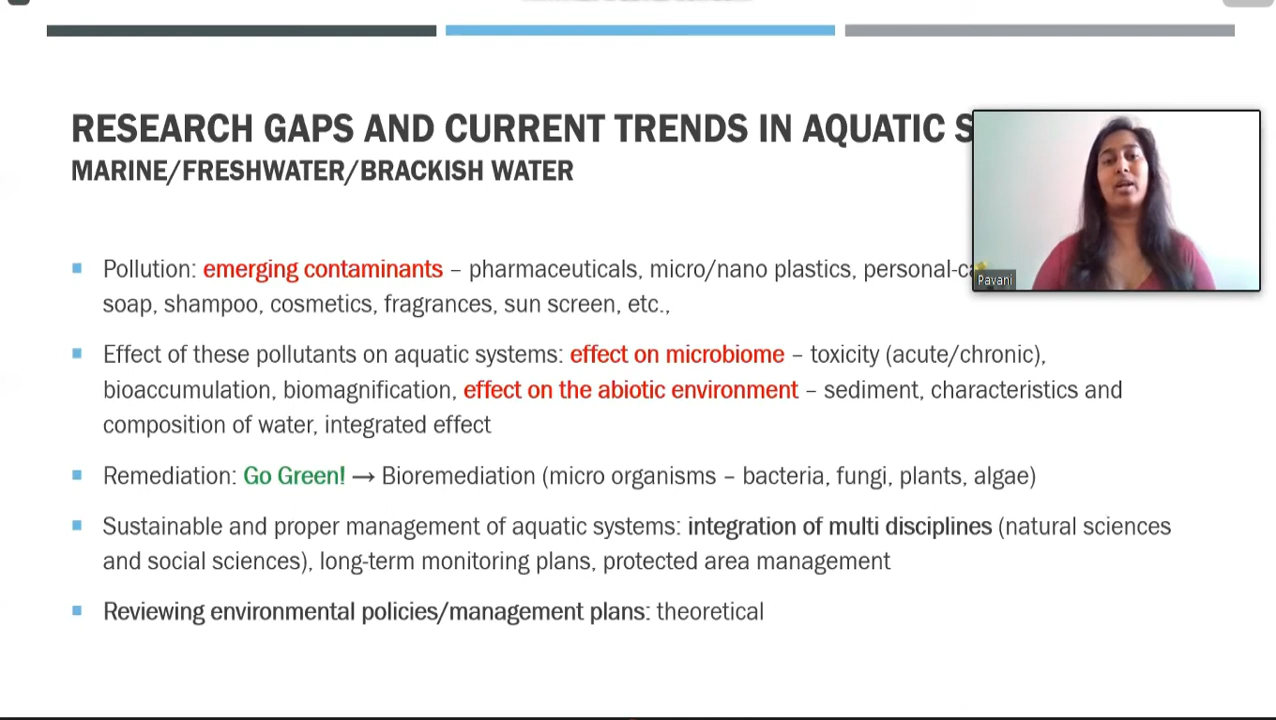 RESEARCH GAPS AND CURRENT TRENDS IN AQUATIC
MARINE/FRESHWATER/BRACKISH WATER
Pollution: emerging contaminants – pharmaceuticals, micro/nano plastics,
Pavani
soap, shampoo, cosmetics, fragrances, sun screen, etc.,
Effect of these pollutants on aquatic systems: effect on microbiome – toxicity (acute/chronic),
bioaccumulation, biomagnification, effect on the abiotic environment – sediment, characteristics and
composition of water, integrated effect
Remediation: Go Green! → Bioremediation (micro organisms – bacteria, fungi, plants, algae)
Sustainable and proper management of aquatic systems: integration of multi disciplines (natural sciences
and social sciences), long-term monitoring plans, protected area management
Reviewing environmental policies/management plans: theoretical